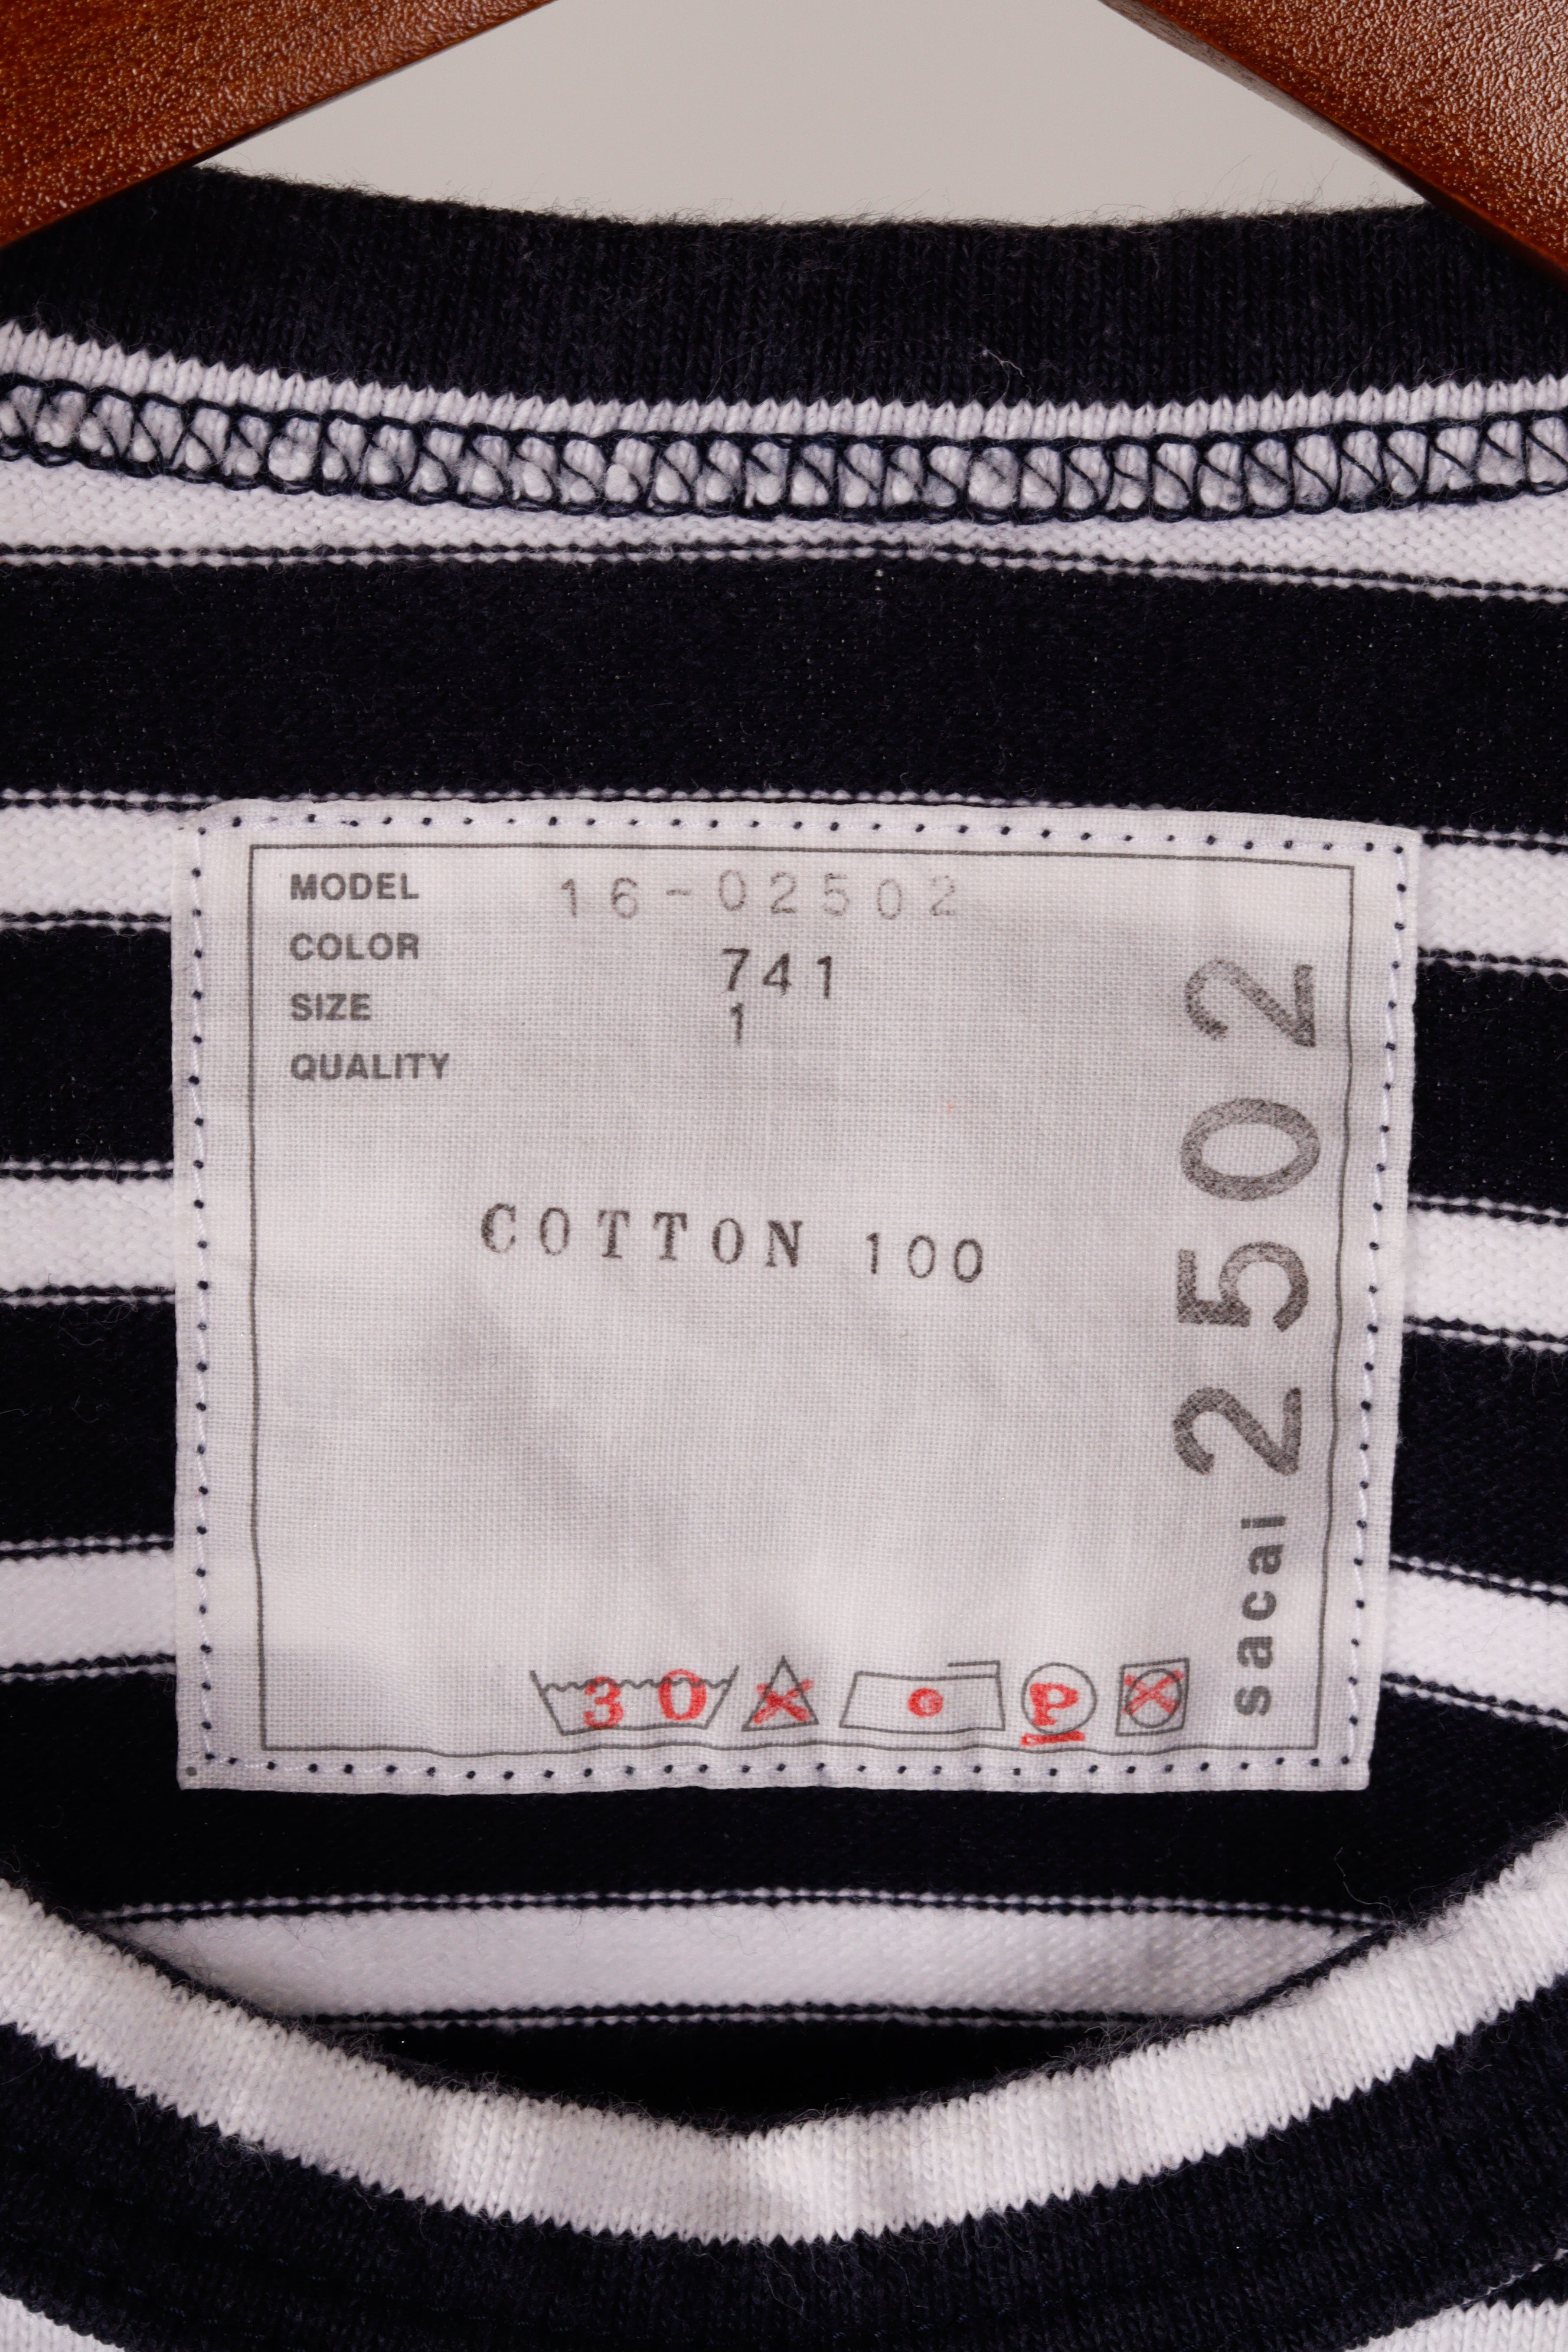 MODEL 16-02502
COLOR 741
SIZE 1
QUALITY
COTTON 100
30 P
sacai 2502